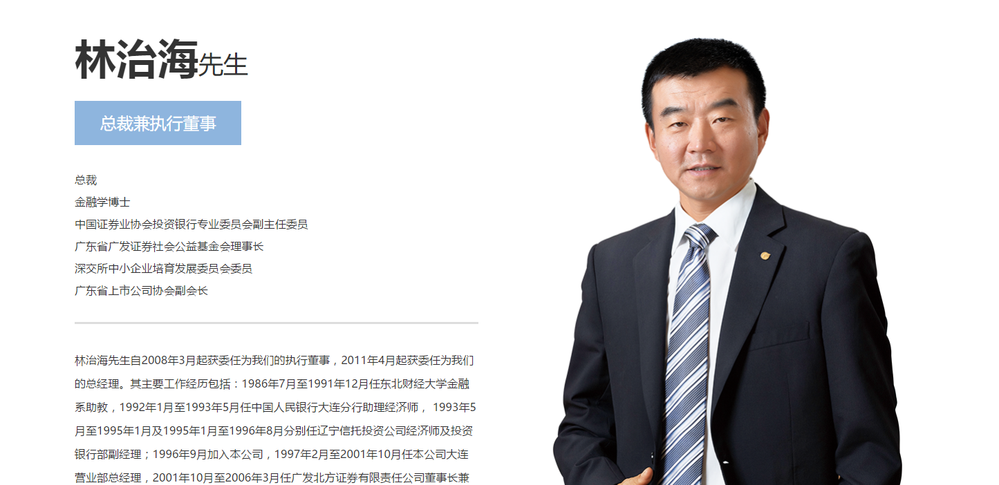 林治海先生
总裁兼执行董事
总裁
金融学博士
中国证券业协会投资银行专业委员会副主任委员
广东省广发证券社会公益基金会理事长
深交所中小企业培育发展委员会委员
广东省上市公司协会副会长
林治海先生自2008年3月起获委任为我们的执行董事，2011年4月起获委任为我们
的总经理。其主要工作经历包括：1986年7月至1991年12月任东北财经大学金融
系助教，1992年1月至1993年5月任中国人民银行大连分行助理经济师， 1993年5
月至1995年1月及1995年1月至1996年8月分别任辽宁信托投资公司经济师及投资
银行部副经理；1996年9月加入本公司，1997年2月至2001年10月任本公司大连
营业部总经理，2001年10月至2006年3月任广发北方证券有限责任公司董事长兼